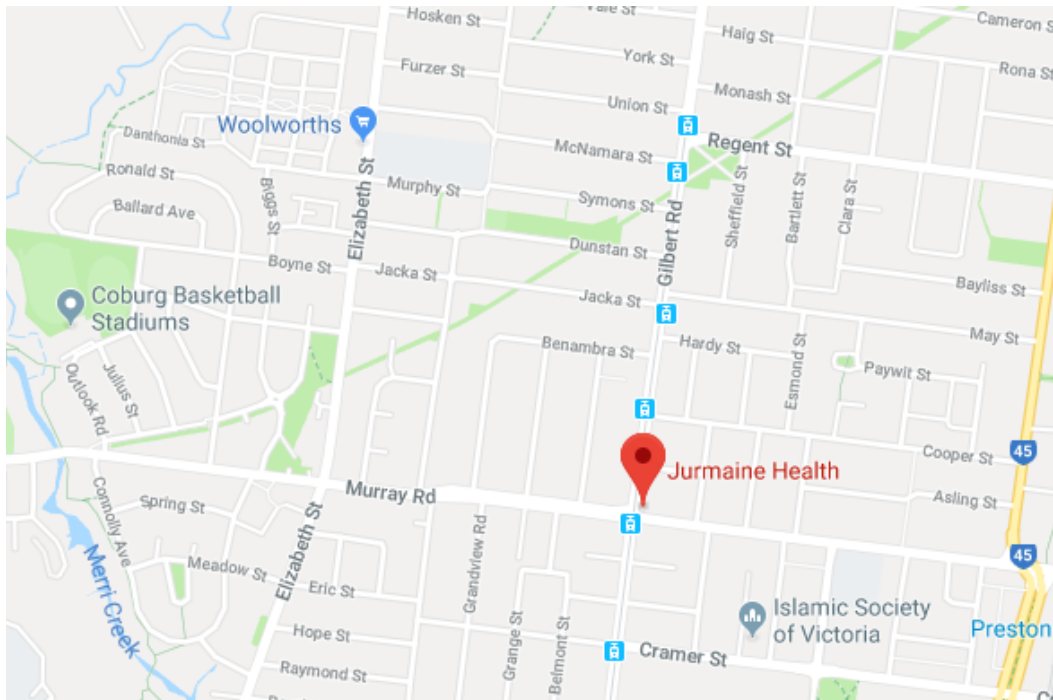 Hosken St
Vale St
Cameron St
Haig St
York St
Rona St
Furzer St
Monash St
Union St
Woolworths
Danthonia St
Regent St
McNamara St
Ronald St
Murphy St
Symons St
Biggs St
Elizabeth St
Sheffield St
Bartlett St
Clara St
Ballard Ave
Gilbert Rd
Dunstan St
Boyne St
Jacka St
Bayliss St
Jacka St
Coburg Basketball
Stadiums
May St
Benambra St
Hardy St
Esmond St
Paywit St
Outlook Rd
Julius St
Cooper St
45
Jurmaine Health
Murray Rd
Asling St
Connolly Ave
Spring St
Elizabeth St
Grandview Rd
45
Merri Creek
Meadow St
Eric St
Islamic Society
of Victoria
Preston
Hope St
Grange St
Belmont St
Cramer St
Raymond St